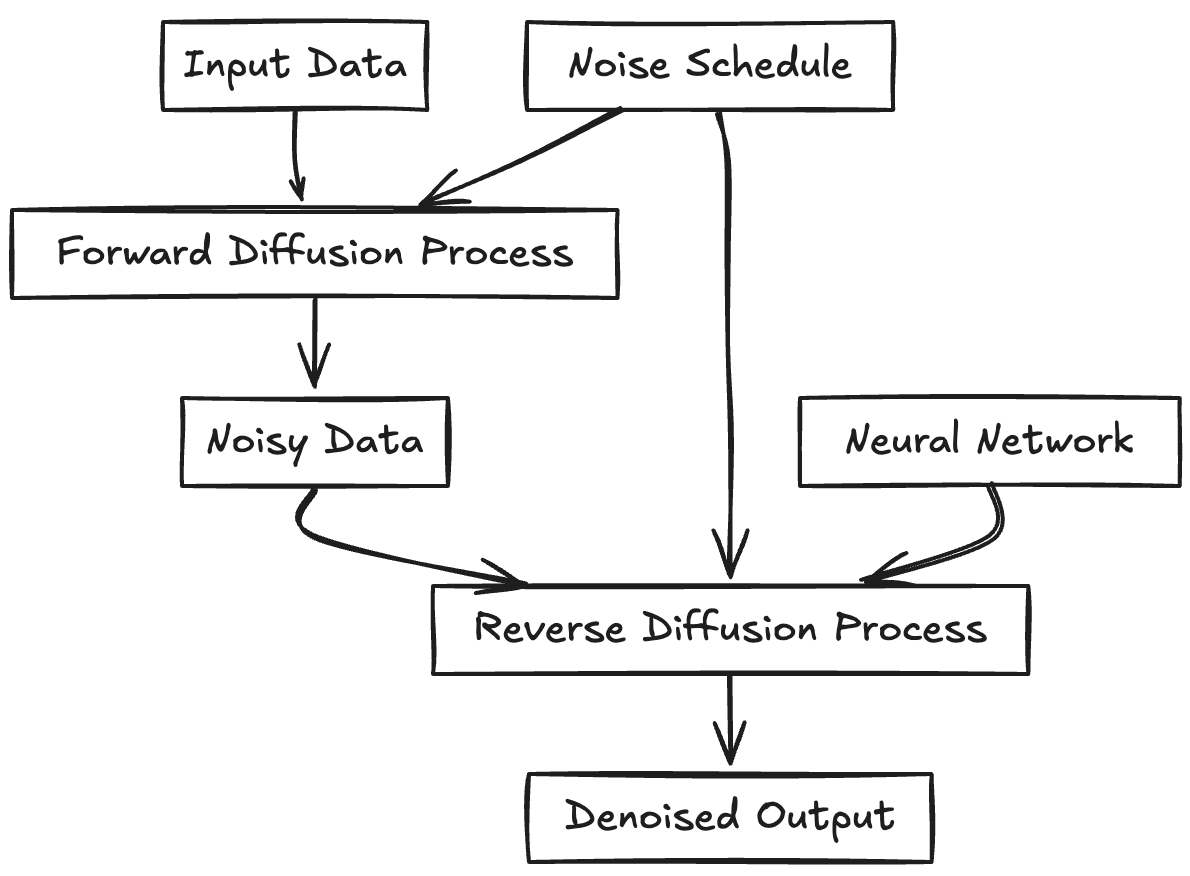 Input Data
Noise Schedule
Forward Diffusion Process
Noisy Data
Neural Network
Reverse Diffusion Process
Denoised Output